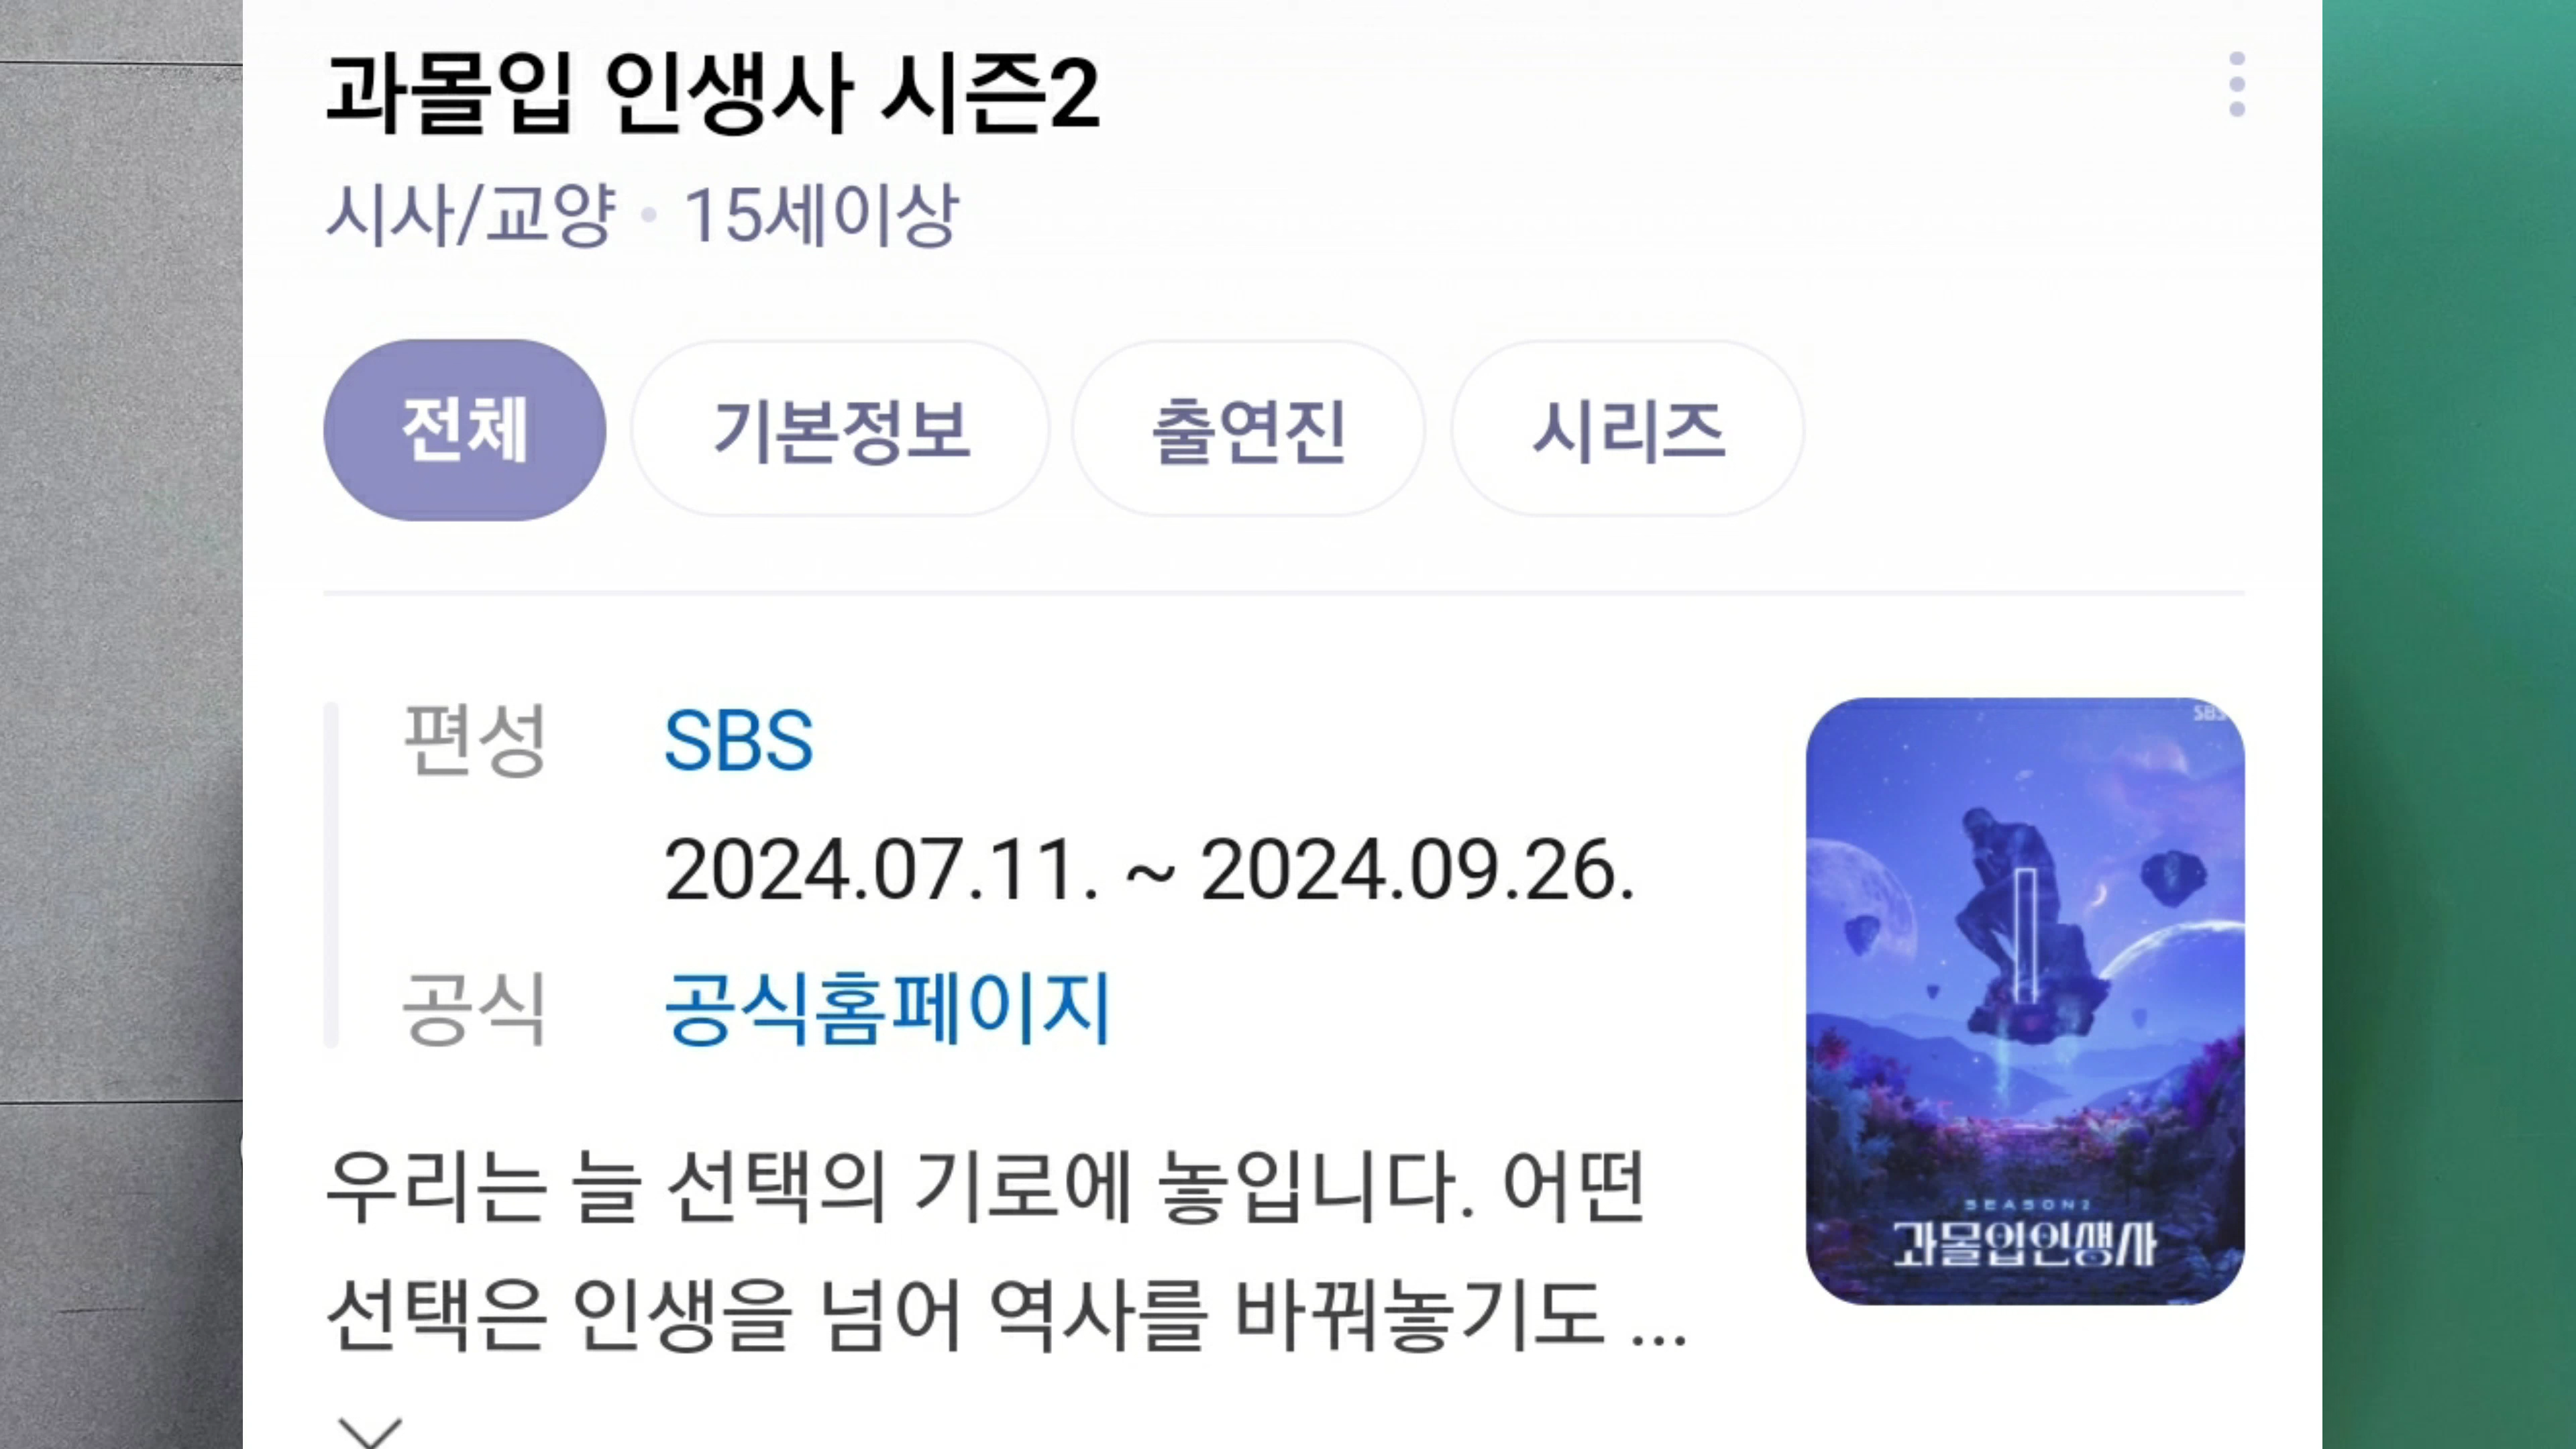 과몰입 인생사 시즌2
시사/교양 · 15세이상
전체 기본정보 출연진 시리즈
편성 SBS
2024.07.11. ~ 2024.09.26.
공식 공식홈페이지
우리는 늘 선택의 기로에 놓입니다. 어떤
선택은 인생을 넘어 역사를 바꿔놓기도 ...
SBS
SEASON2
과몰입인생사